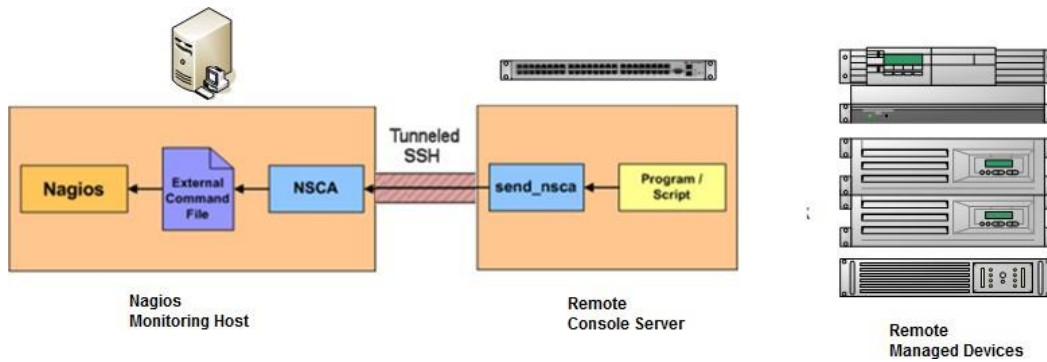 Tunneled
SSH
Nagios
External
Command
File
NSCA
send_nsca
Program /
Script
Nagios
Monitoring Host
Remote
Console Server
Remote
Managed Devices